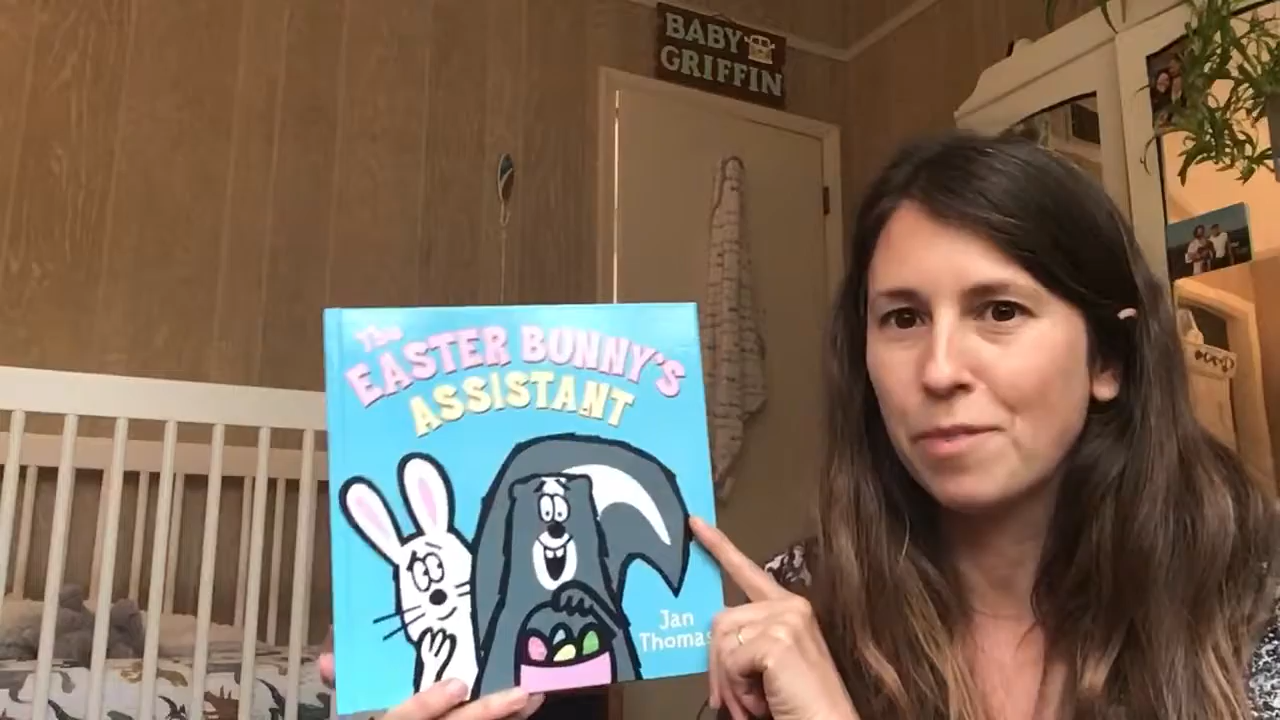 BABY
GRIFFIN
The
EASTER BUNNY'S
ASSISTANT
Jan
Thomas